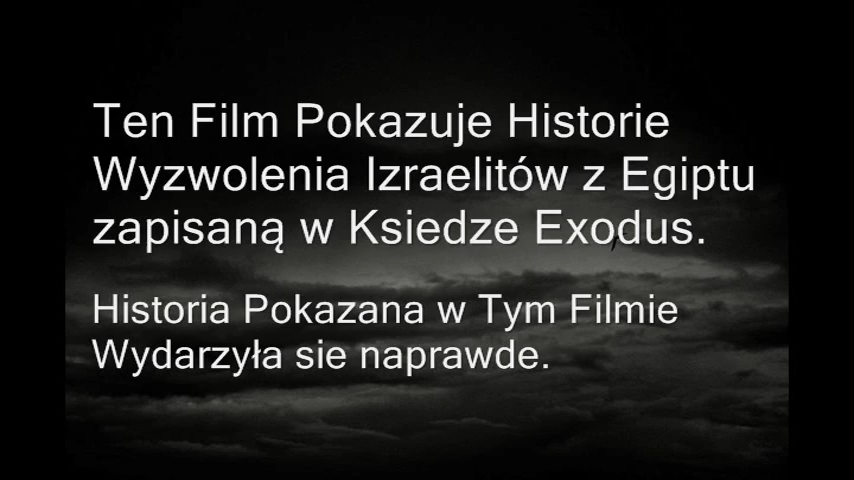 Ten Film Pokazuje Historie
Wyzwolenia Izraelitów z Egiptu
zapisaną w Ksiedze Exodus.
Historia Pokazana w Tym Filmie
Wydarzyła sie naprawde.